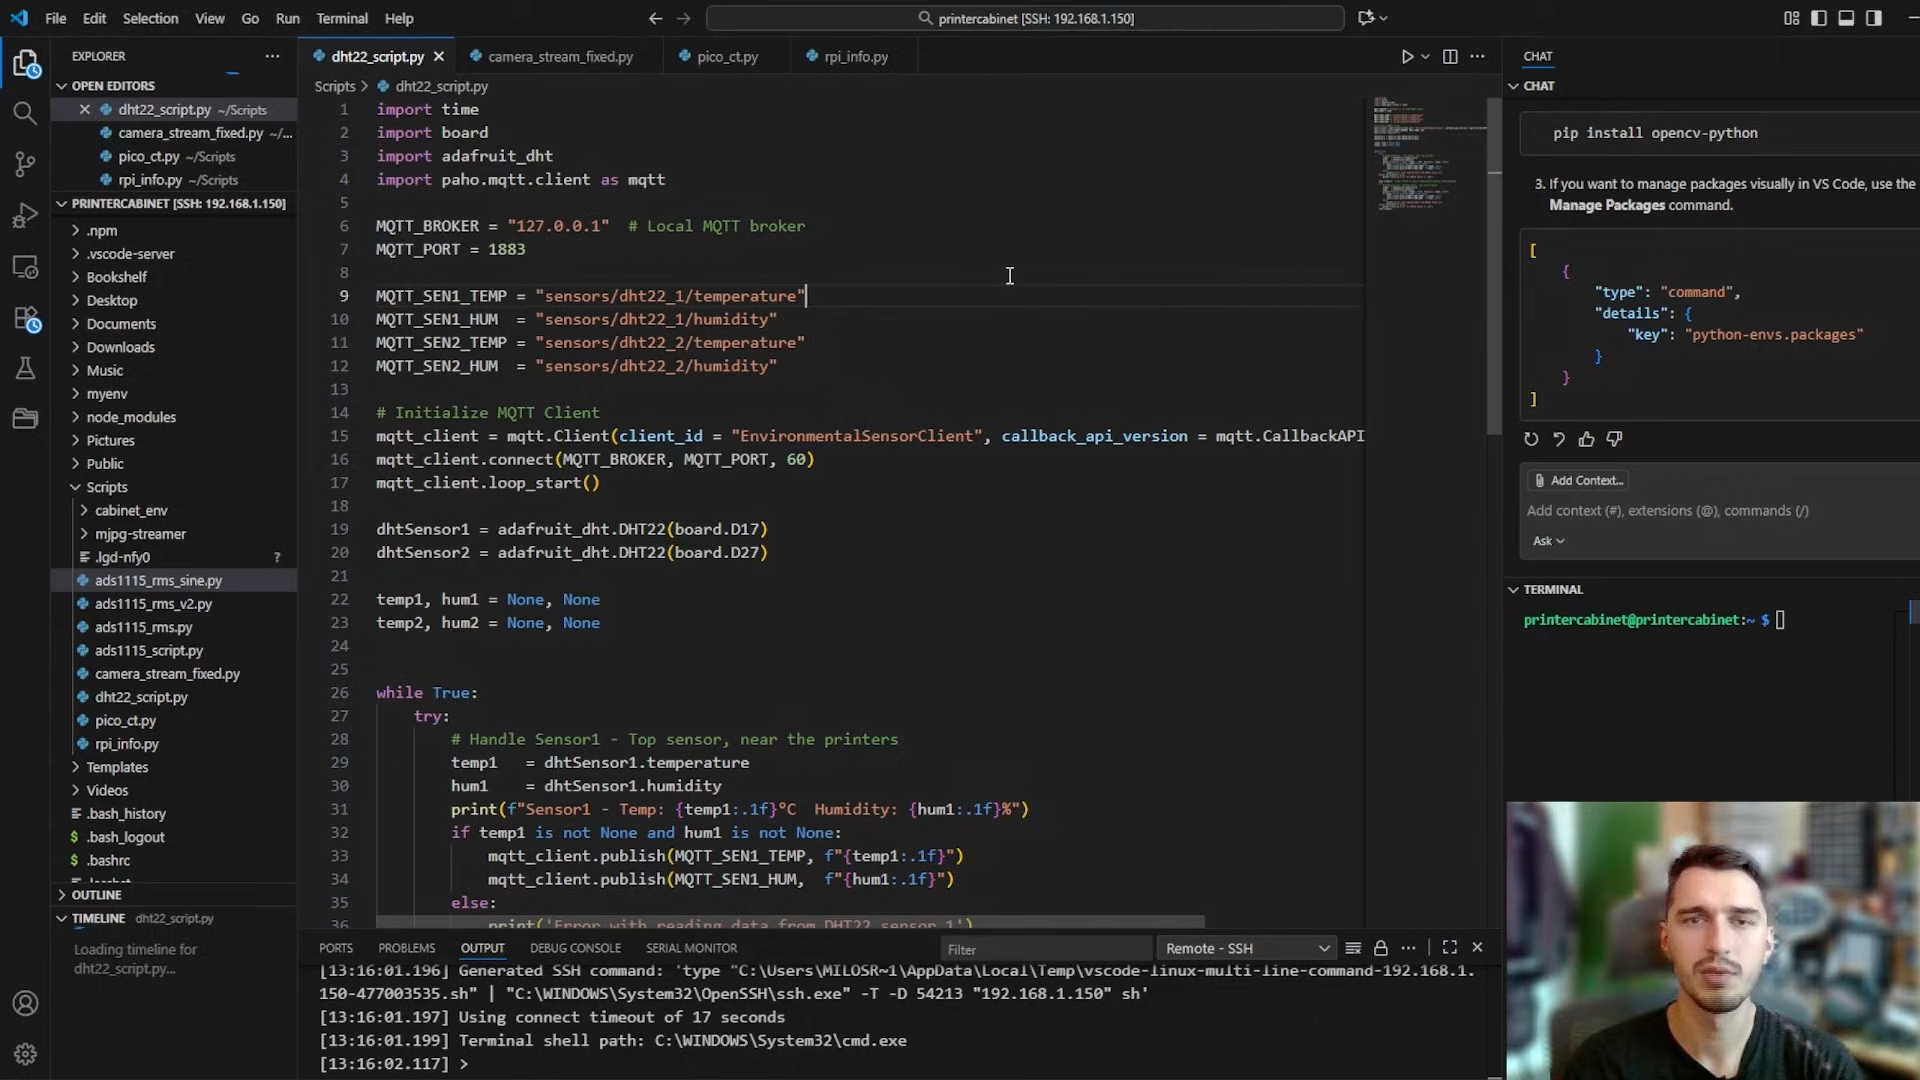 File Edit Selection View Go Run Terminal Help
printercabinet [SSH: 192.168.1.150]
EXPLORER
OPEN EDITORS
dht22_script.py ~/Scripts
camera_stream_fixed.py ~/...
pico_ct.py ~/Scripts
rpi_info.py ~/Scripts
PRINTERCABINET [SSH: 192.168.1.150]
.npm
.vscode-server
Bookshelf
Desktop
Documents
Downloads
Music
myenv
node_modules
Pictures
Public
Scripts
cabinet_env
mjpg-streamer
.lgd-nfy0 ?
ads1115_rms_sine.py
ads1115_rms_v2.py
ads1115_rms.py
ads1115_script.py
camera_stream_fixed.py
dht22_script.py
pico_ct.py
rpi_info.py
Templates
Videos
.bash_history
.bash_logout
.bashrc
OUTLINE
TIMELINE dht22_script.py
Loading timeline for
dht22_script.py...
dht22_script.py camera_stream_fixed.py pico_ct.py rpi_info.py
Scripts > dht22_script.py
1 import time
2 import board
3 import adafruit_dht
4 import paho.mqtt.client as mqtt
5
6 MQTT_BROKER = "127.0.0.1" # Local MQTT broker
7 MQTT_PORT = 1883
8
9 MQTT_SEN1_TEMP = "sensors/dht22_1/temperature"
10 MQTT_SEN1_HUM = "sensors/dht22_1/humidity"
11 MQTT_SEN2_TEMP = "sensors/dht22_2/temperature"
12 MQTT_SEN2_HUM = "sensors/dht22_2/humidity"
13
14 # Initialize MQTT Client
15 mqtt_client = mqtt.Client(client_id = "EnvironmentalSensorClient", callback_api_version = mqtt.CallbackAPI
16 mqtt_client.connect(MQTT_BROKER, MQTT_PORT, 60)
17 mqtt_client.loop_start()
18
19 dhtSensor1 = adafruit_dht.DHT22(board.D17)
20 dhtSensor2 = adafruit_dht.DHT22(board.D27)
21
22 temp1, hum1 = None, None
23 temp2, hum2 = None, None
24
25
26 while True:
27 try:
28 # Handle Sensor1 - Top sensor, near the printers
29 temp1 = dhtSensor1.temperature
30 hum1 = dhtSensor1.humidity
31 print(f"Sensor1 - Temp: {temp1:.1f}°C Humidity: {hum1:.1f}%")
32 if temp1 is not None and hum1 is not None:
33 mqtt_client.publish(MQTT_SEN1_TEMP, f"{temp1:.1f}")
34 mqtt_client.publish(MQTT_SEN1_HUM, f"{hum1:.1f}")
35 else:
36 print('Error with reading data from DHT22 sensor 1')
PORTS PROBLEMS OUTPUT DEBUG CONSOLE SERIAL MONITOR Filter Remote - SSH
[13:16:01.196] Generated SSH command: 'type "C:\Users\MILOSR~1\AppData\Local\Temp\vscode-linux-multi-line-command-192.168.1.
150-477003535.sh" | "C:\WINDOWS\System32\OpenSSH\ssh.exe" -T -D 54213 "192.168.1.150" sh'
[13:16:01.197] Using connect timeout of 17 seconds
[13:16:01.199] Terminal shell path: C:\WINDOWS\System32\cmd.exe
[13:16:02.117] >
CHAT
CHAT
pip install opencv-python
3. If you want to manage packages visually in VS Code, use the
Manage Packages command.
[
{
"type": "command",
"details": {
"key": "python-envs.packages"
}
}
]
Add Context...
Add context (#), extensions (@), commands (/)
Ask
TERMINAL
printercabinet@printercabinet:~ $